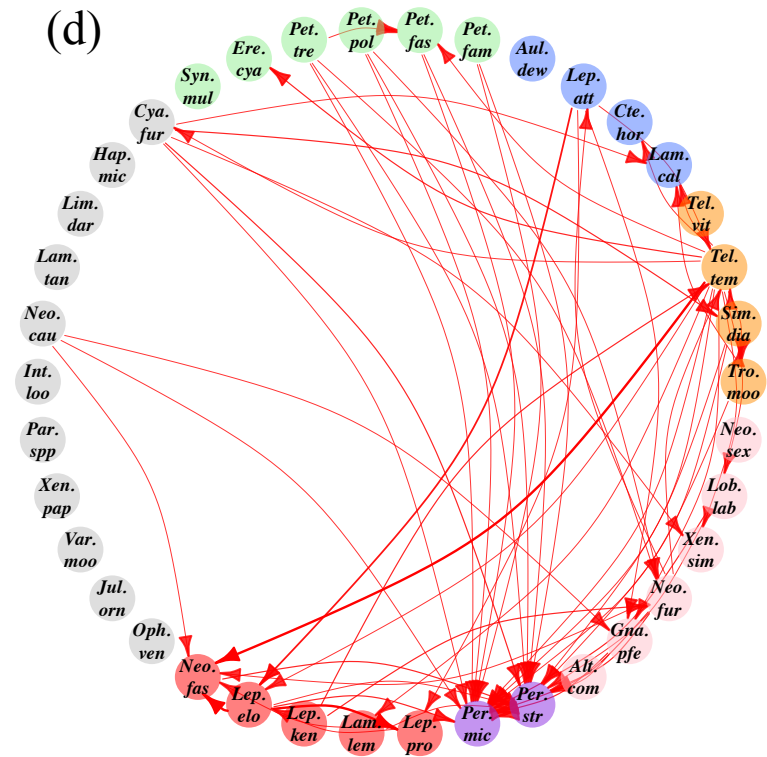 (d)
Pet.
fam
Aul.
dew
Lep.
att
Cte.
hor
Lam.
cal
Tel.
vit
Tel.
tem
Sim.
dia
Tro.
moo
Neo.
sex
Lob.
lab
Xen.
sim
Neo.
fur
Gna.
pfe
Alt.
com
Per.
str
Per.
mic
Lep.
pro
Lam.
lem
Lep.
ken
Lep.
elo
Neo.
fas
Oph.
ven
Jul.
orn
Var.
moo
Xen.
pap
Par.
spp
Int.
loo
Neo.
cau
Lam.
tan
Lim.
dar
Hap.
mic
Cya.
fur
Syn.
mul
Ere.
cya
Pet.
tre
Pet.
pol
Pet.
fas